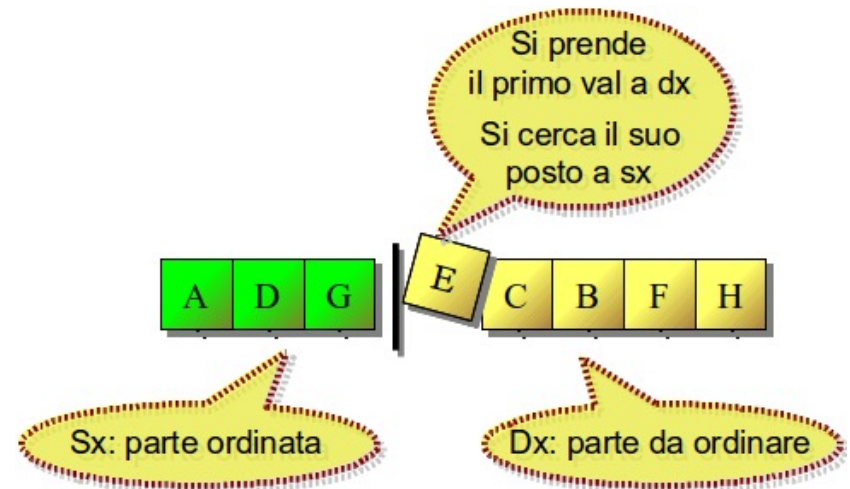 Si prende
il primo val a dx
Si cerca il suo
posto a sx
A D G E C B F H
Sx: parte ordinata
Dx: parte da ordinare